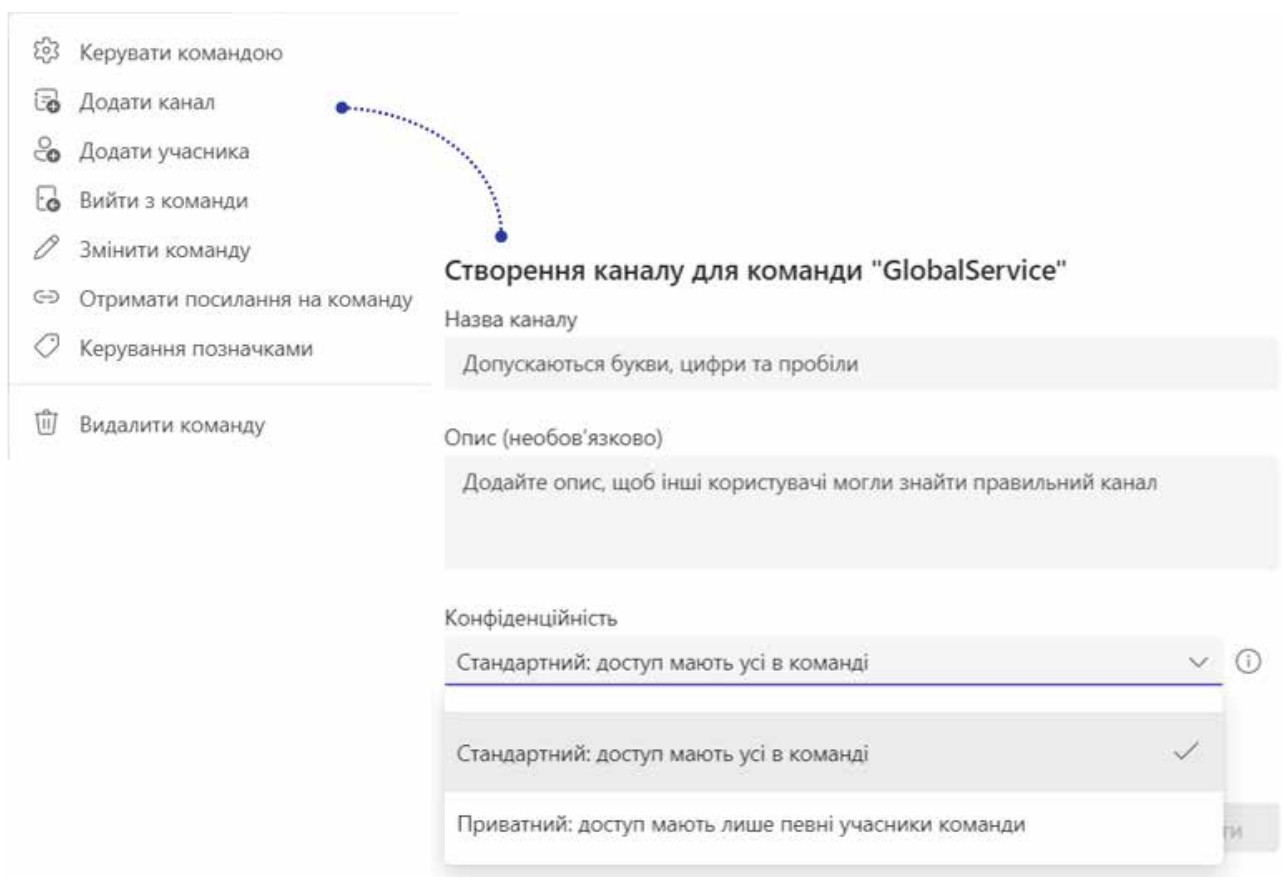 Керувати командою
Додати канал
Додати учасника
Вийти з команди
Змінити команду
Отримати посилання на команду
Керування позначками
Видалити команду
Створення каналу для команди "GlobalService"
Назва каналу
Допускаються букви, цифри та пробіли
Опис (необов'язково)
Додайте опис, щоб інші користувачі могли знайти правильний канал
Конфіденційність
Стандартний: доступ мають усі в команді
Стандартний: доступ мають усі в команді
Приватний: доступ мають лише певні учасники команди